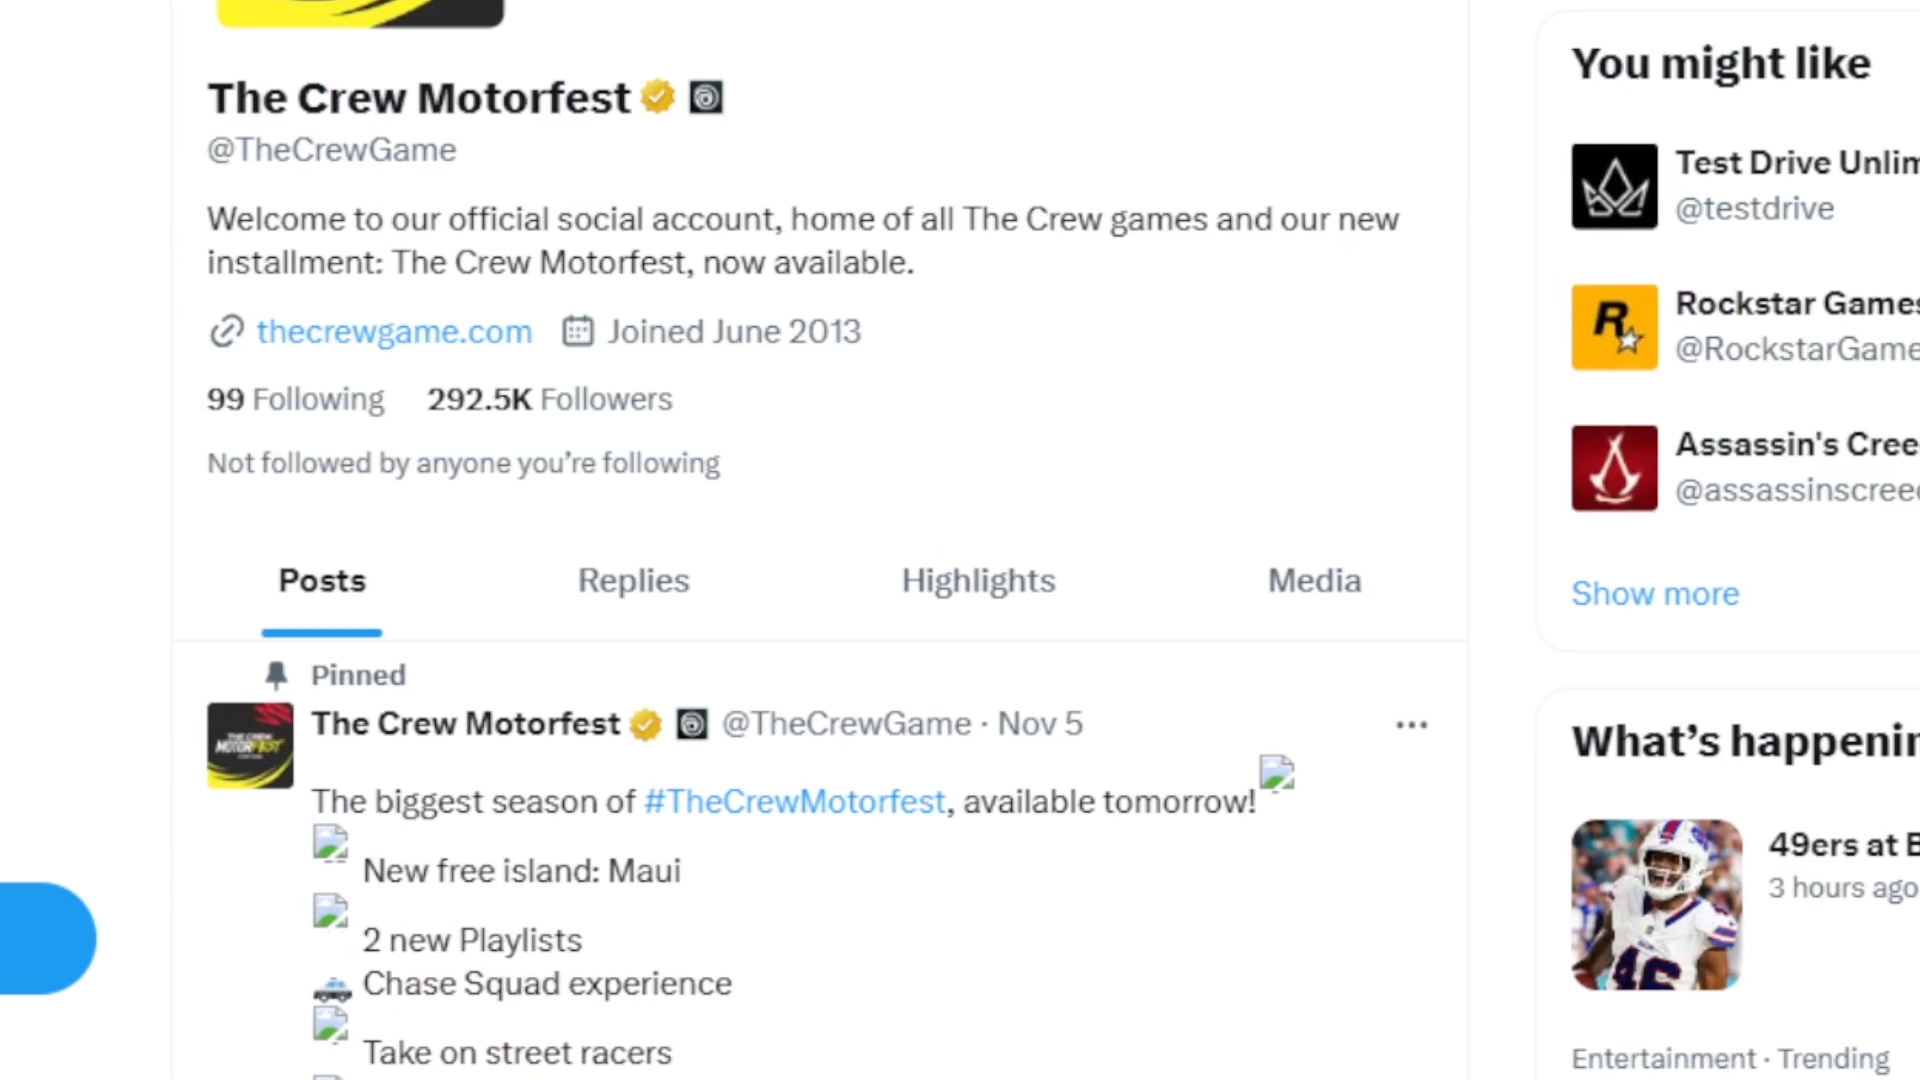 The Crew Motorfest
@TheCrewGame
Welcome to our official social account, home of all The Crew games and our new
installment: The Crew Motorfest, now available.
thecrewgame.com Joined June 2013
99 Following 292.5K Followers
Not followed by anyone you’re following
Posts Replies Highlights Media
Pinned
The Crew Motorfest @TheCrewGame · Nov 5
The biggest season of #TheCrewMotorfest, available tomorrow!
New free island: Maui
2 new Playlists
Chase Squad experience
Take on street racers
You might like
Test Drive Unlim
@testdrive
Rockstar Games
@RockstarGame
Assassin's Cree
@assassinscree
Show more
What’s happenin
49ers at B
3 hours ago
Entertainment · Trending